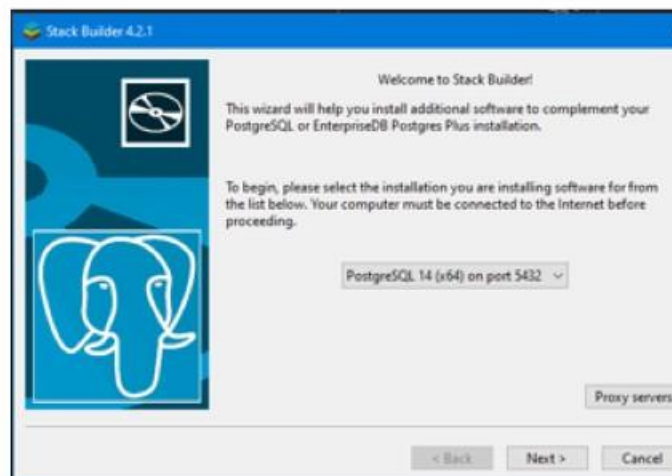 Stack Builder 4.2.1
Welcome to Stack Builder!
This wizard will help you install additional software to complement your
PostgreSQL or EnterpriseDB Postgres Plus installation.
To begin, please select the installation you are installing software for from
the list below. Your computer must be connected to the Internet before
proceeding.
PostgreSQL 14 (x64) on port 5432
Proxy servers
< Back Next > Cancel